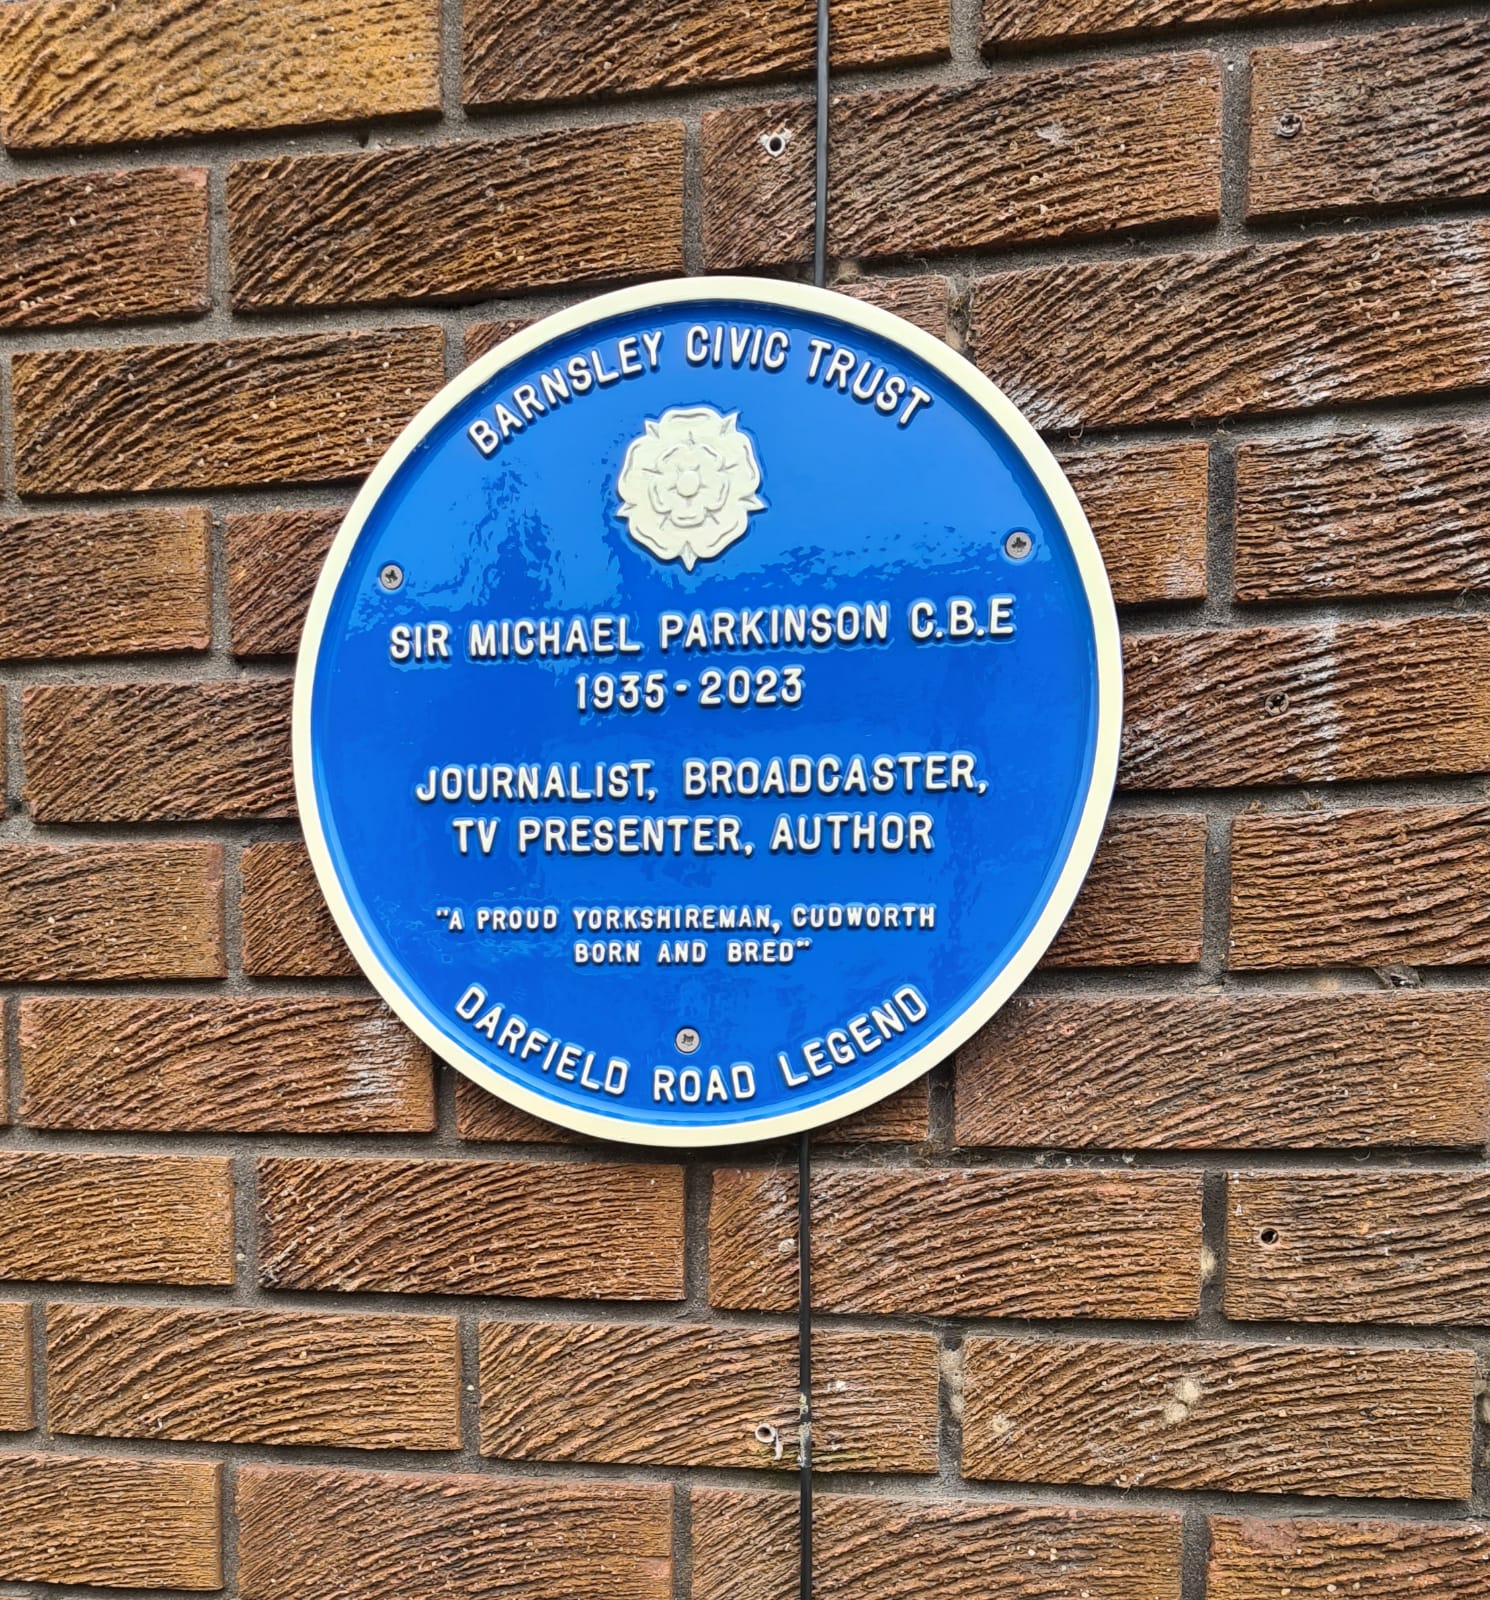 BARNSLEY CIVIC TRUST
SIR MICHAEL PARKINSON C.B.E
1935-2023
JOURNALIST, BROADCASTER,
TV PRESENTER, AUTHOR
"A PROUD YORKSHIREMAN, CUDWORTH
BORN AND BRED"
DARFIELD ROAD LEGEND